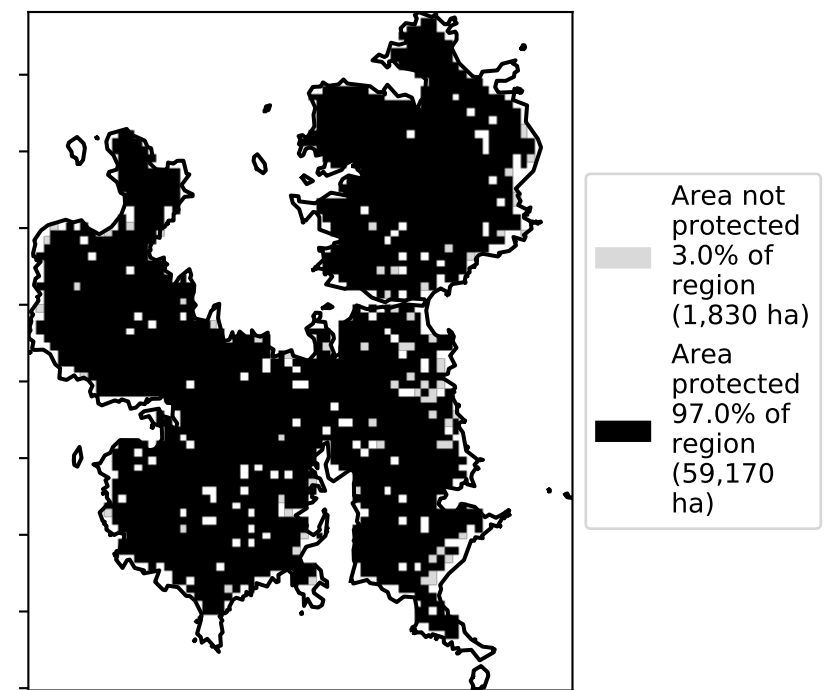 Area not
protected
3.0% of
region
(1,830 ha)
Area
protected
97.0% of
region
(59,170
ha)